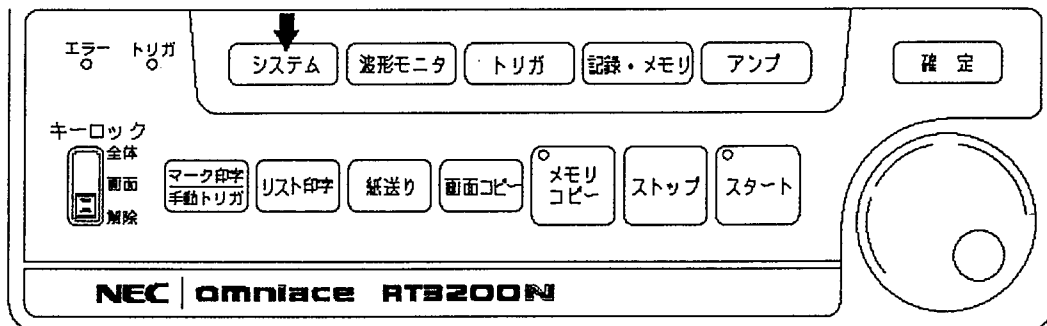 エラー トリガ
システム 波形モニタ トリガ 記録・メモリ アンプ 確 定
キーロック
全体
画面
解除
マーク印字
手動トリガ
リスト印字 紙送り 画面コピー
メモリ
コピー
ストップ スタート
NEC omniace RT3200N